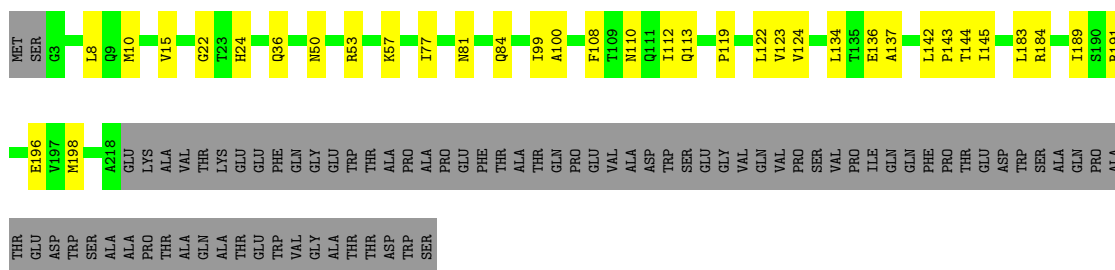 MET SER G3 L8 Q9 M10 V15 G22 T23 H24 Q36 N50 R53 K57 I77 N81 Q84 I99 A100 F108 T109 N110 Q111 I112 Q113 P119 L122 V123 V124 L134 T135 E136 A137 L142 P143 T144 I145 L183 R184 I189 S190 R191
E196 V197 M198 A218 GLU LYS ALA VAL THR LYS GLU GLU PHE GLN GLY GLU TRP THR ALA PRO ALA PRO GLU PHE THR ALA THR GLN PRO GLU VAL ALA ASP TRP SER GLU GLY VAL GLN VAL PRO SER VAL PRO ILE GLN GLN PHE PRO THR GLU ASP TRP SER ALA GLN PRO ALA
THR GLU ASP TRP SER ALA ALA PRO THR ALA GLN ALA THR GLU TRP VAL GLY ALA THR THR ASP TRP SER